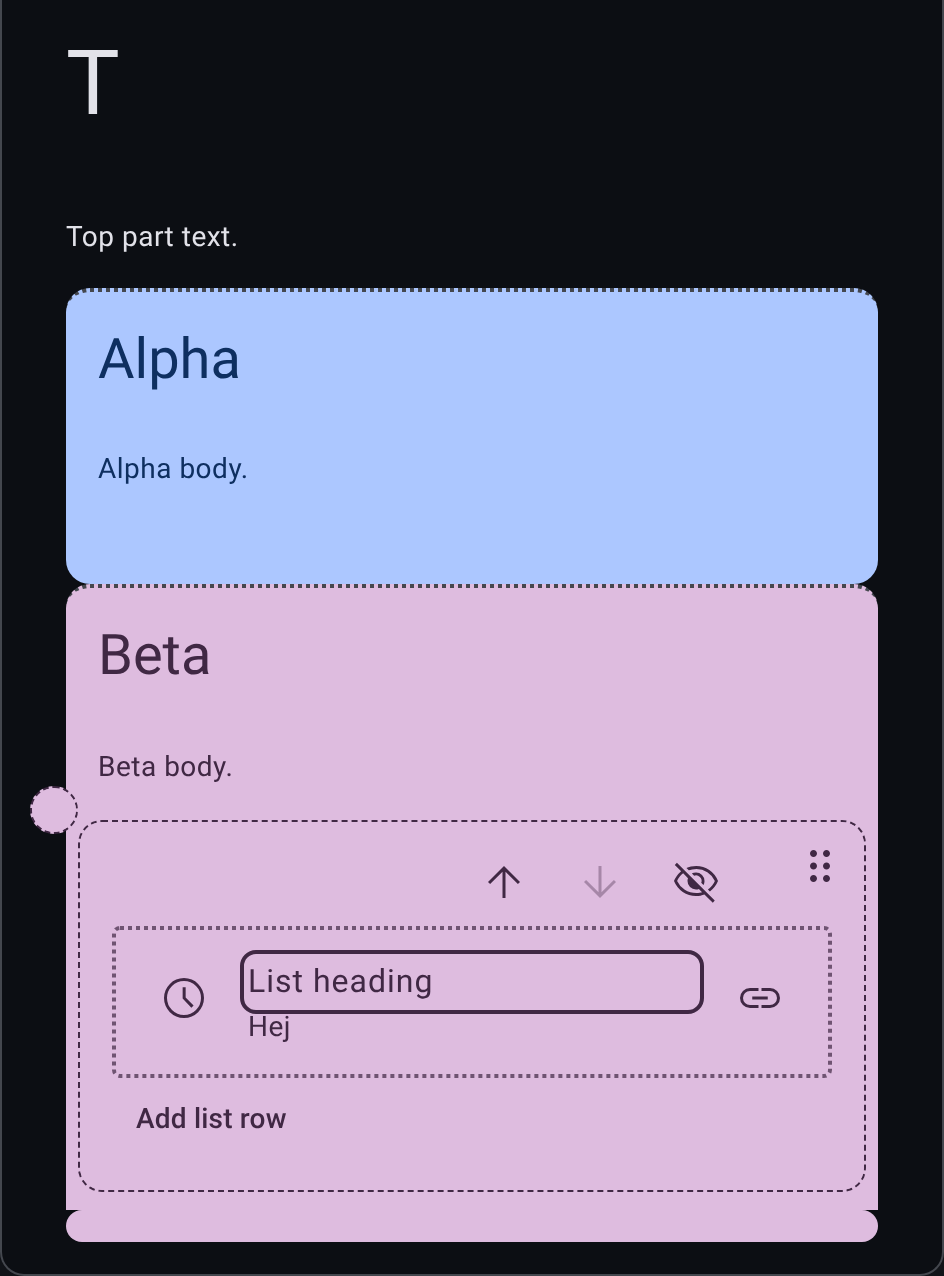 T
Top part text.
Alpha
Alpha body.
Beta
Beta body.
List heading
Hej
Add list row